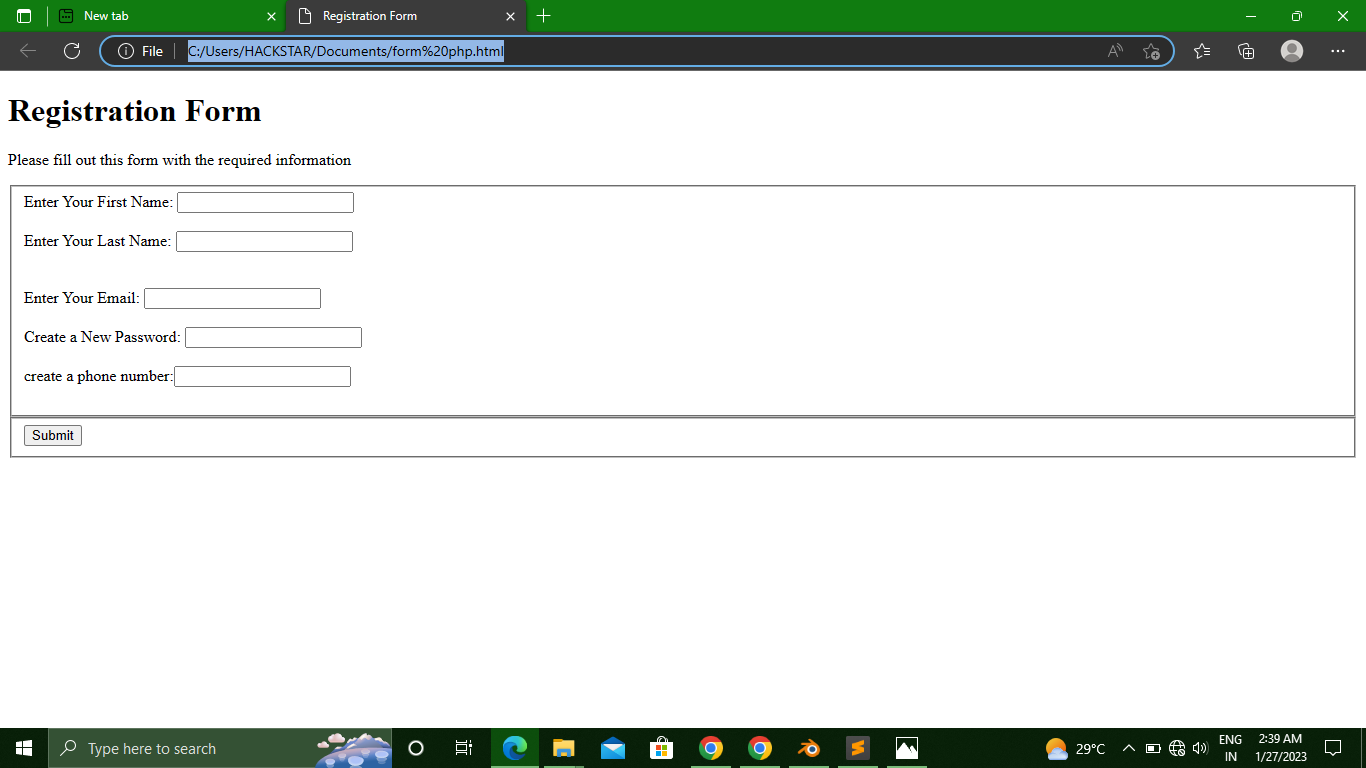 New tab
Registration Form
File
C:/Users/HACKSTAR/Documents/form%20php.html
Registration Form
Please fill out this form with the required information
Enter Your First Name:
Enter Your Last Name:
Enter Your Email:
Create a New Password:
create a phone number:
Submit
Type here to search
29°C
ENG
IN
2:39 AM
1/27/2023